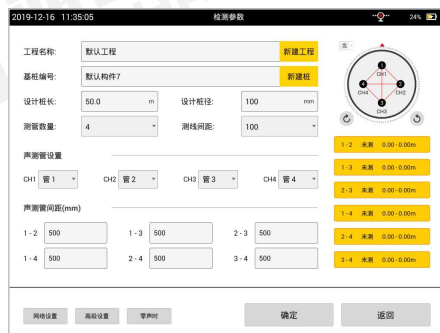 2019-12-16 11:35:05 检测参数 24%
工程名称: 默认工程 新建工程
基桩编号: 默认构件7 新建桩
设计桩长: 50.0 m 设计桩径: 100 mm
测管数量: 4 测线间距: 100
声测管设置
CH1 管1 CH2 管2 CH3 管3 CH4 管4
声测管间距(mm)
1-2 500 1-3 500 2-3 500
1-4 500 2-4 500 3-4 500
网络设置 高级设置 零声时 确定 返回
北
1
CH1
4 2
CH4 CH2
3
CH3
1-2 未测 0.00-0.00m
1-3 未测 0.00-0.00m
2-3 未测 0.00-0.00m
1-4 未测 0.00-0.00m
2-4 未测 0.00-0.00m
3-4 未测 0.00-0.00m